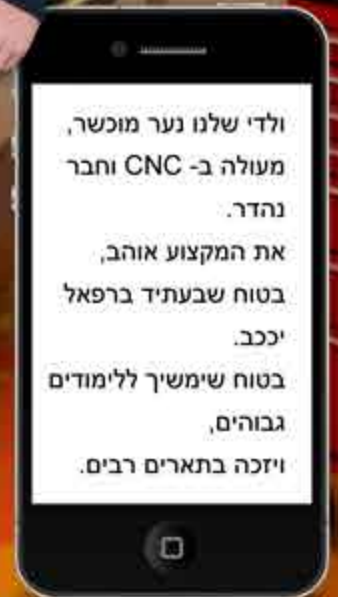 ולדי שלנו נער מוכשר,
מעולה ב- CNC וחבר
נהדר.
את המקצוע אוהב,
בטוח שבעתיד ברפאל
יככב.
בטוח שימשיך ללימודים
גבוהים,
ויזכה בתארים רבים.